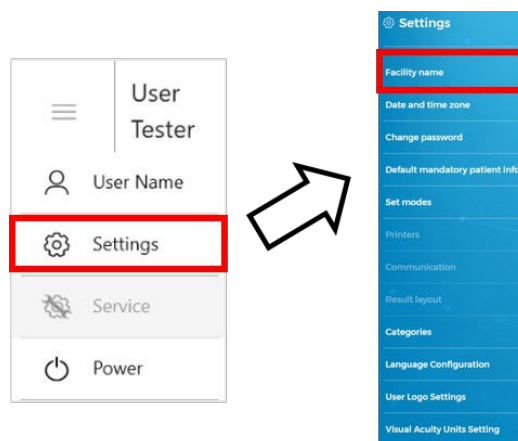 User
Tester
User Name
Settings
Service
Power
Settings
Facility name
Date and time zone
Change password
Default mandatory patient info
Set modes
Printers
Communication
Result layout
Categories
Language Configuration
User Logo Settings
Visual Acuity Units Setting